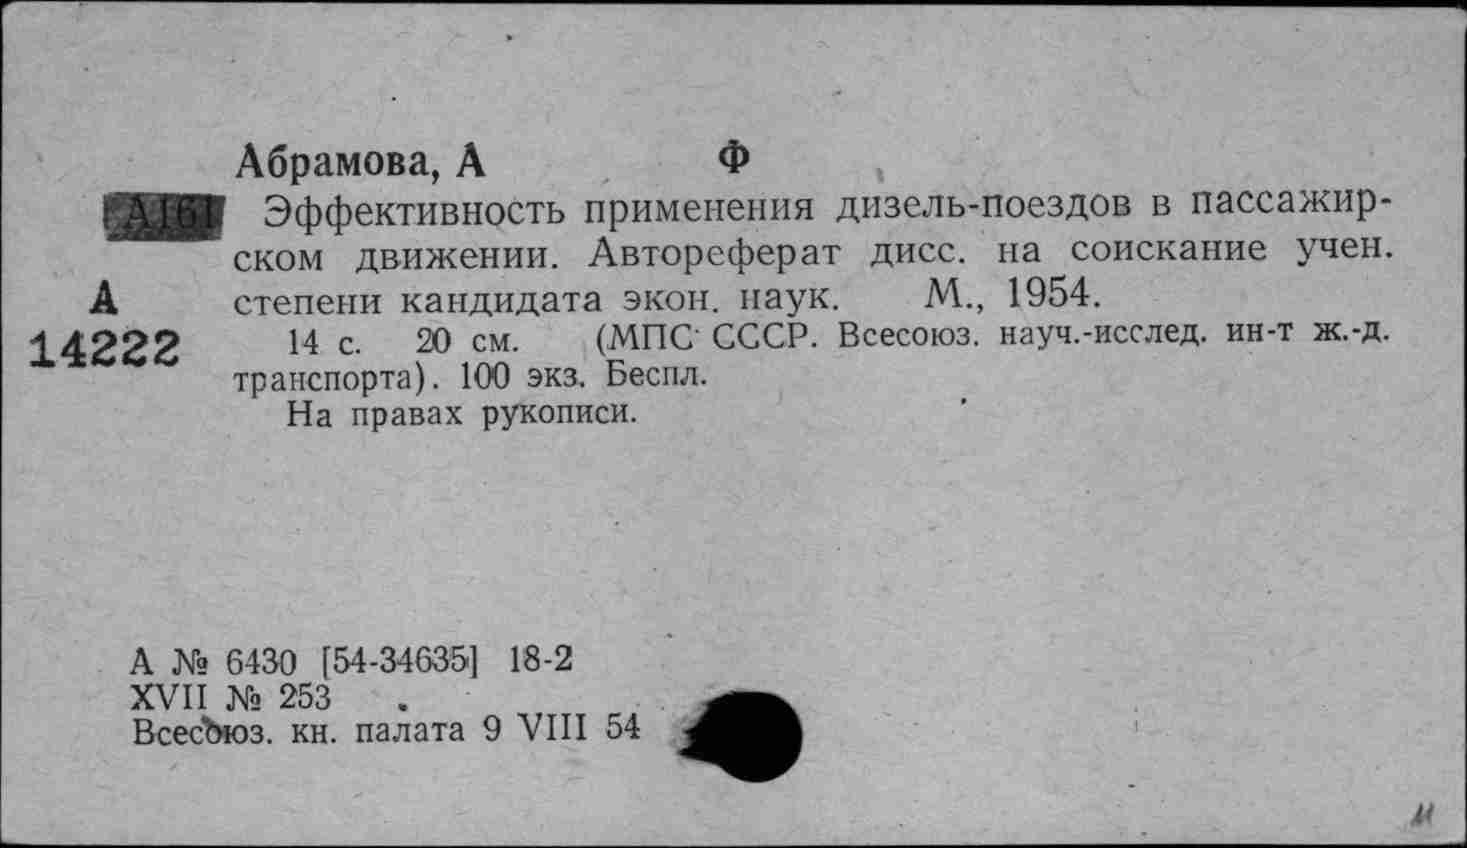 Абрамова, А Ф
Эффективность применения дизель-поездов в пассажир-
ском движении. Автореферат дисс. на соискание учен.
А степени кандидата экон. наук. М., 1954.
14222 14 с. 20 см. (МПС СССР. Всесоюз. науч.-исслед. ин-т ж.-д.
транспорта). 100 экз. Беспл.
На правах рукописи.
А № 6430 [54-34635] 18-2
XVII № 253
Всесоюз. кн. палата 9 VIII 54